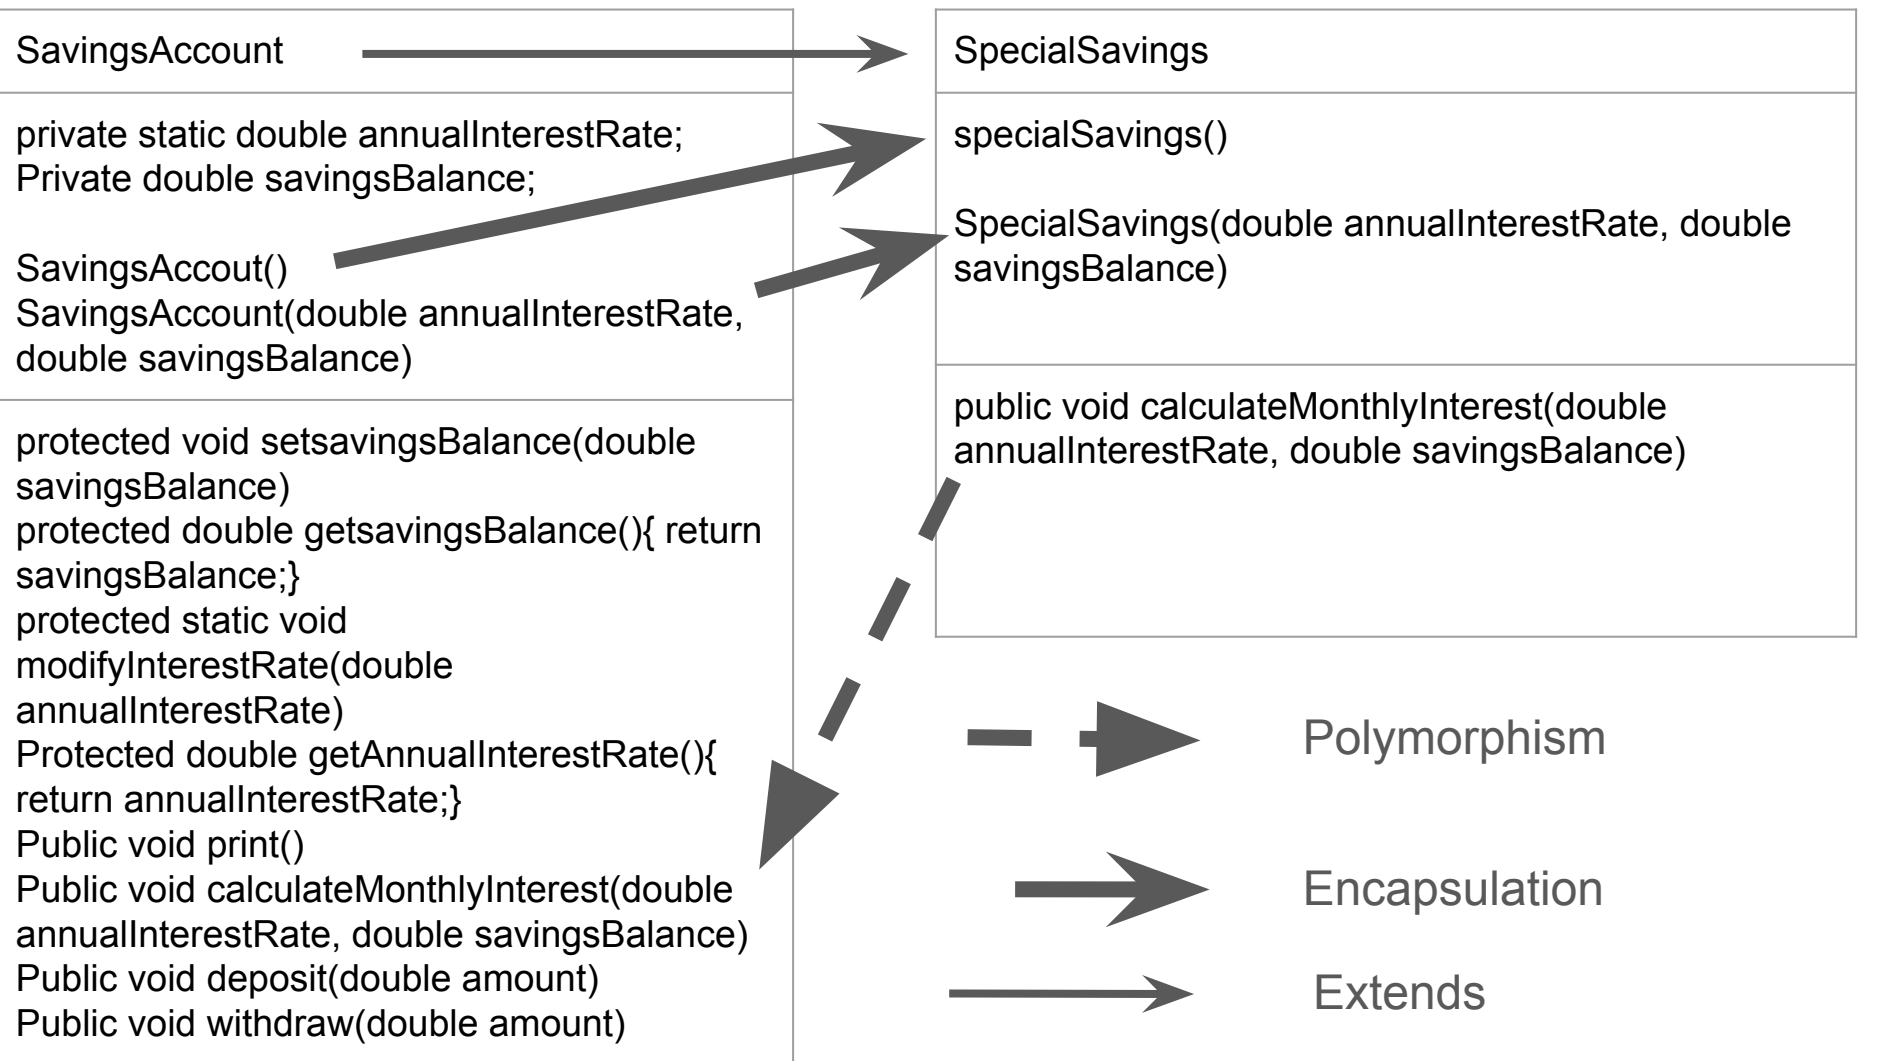 SavingsAccount
private static double annualInterestRate;
Private double savingsBalance;
SavingsAccout()
SavingsAccount(double annualInterestRate,
double savingsBalance)
protected void setsavingsBalance(double
savingsBalance)
protected double getsavingsBalance(){ return
savingsBalance;}
protected static void
modifyInterestRate(double
annualInterestRate)
Protected double getAnnualInterestRate(){
return annualInterestRate;}
Public void print()
Public void calculateMonthlyInterest(double
annualInterestRate, double savingsBalance)
Public void deposit(double amount)
Public void withdraw(double amount)
SpecialSavings
specialSavings()
SpecialSavings(double annualInterestRate, double
savingsBalance)
public void calculateMonthlyInterest(double
annualInterestRate, double savingsBalance)
Polymorphism
Encapsulation
Extends